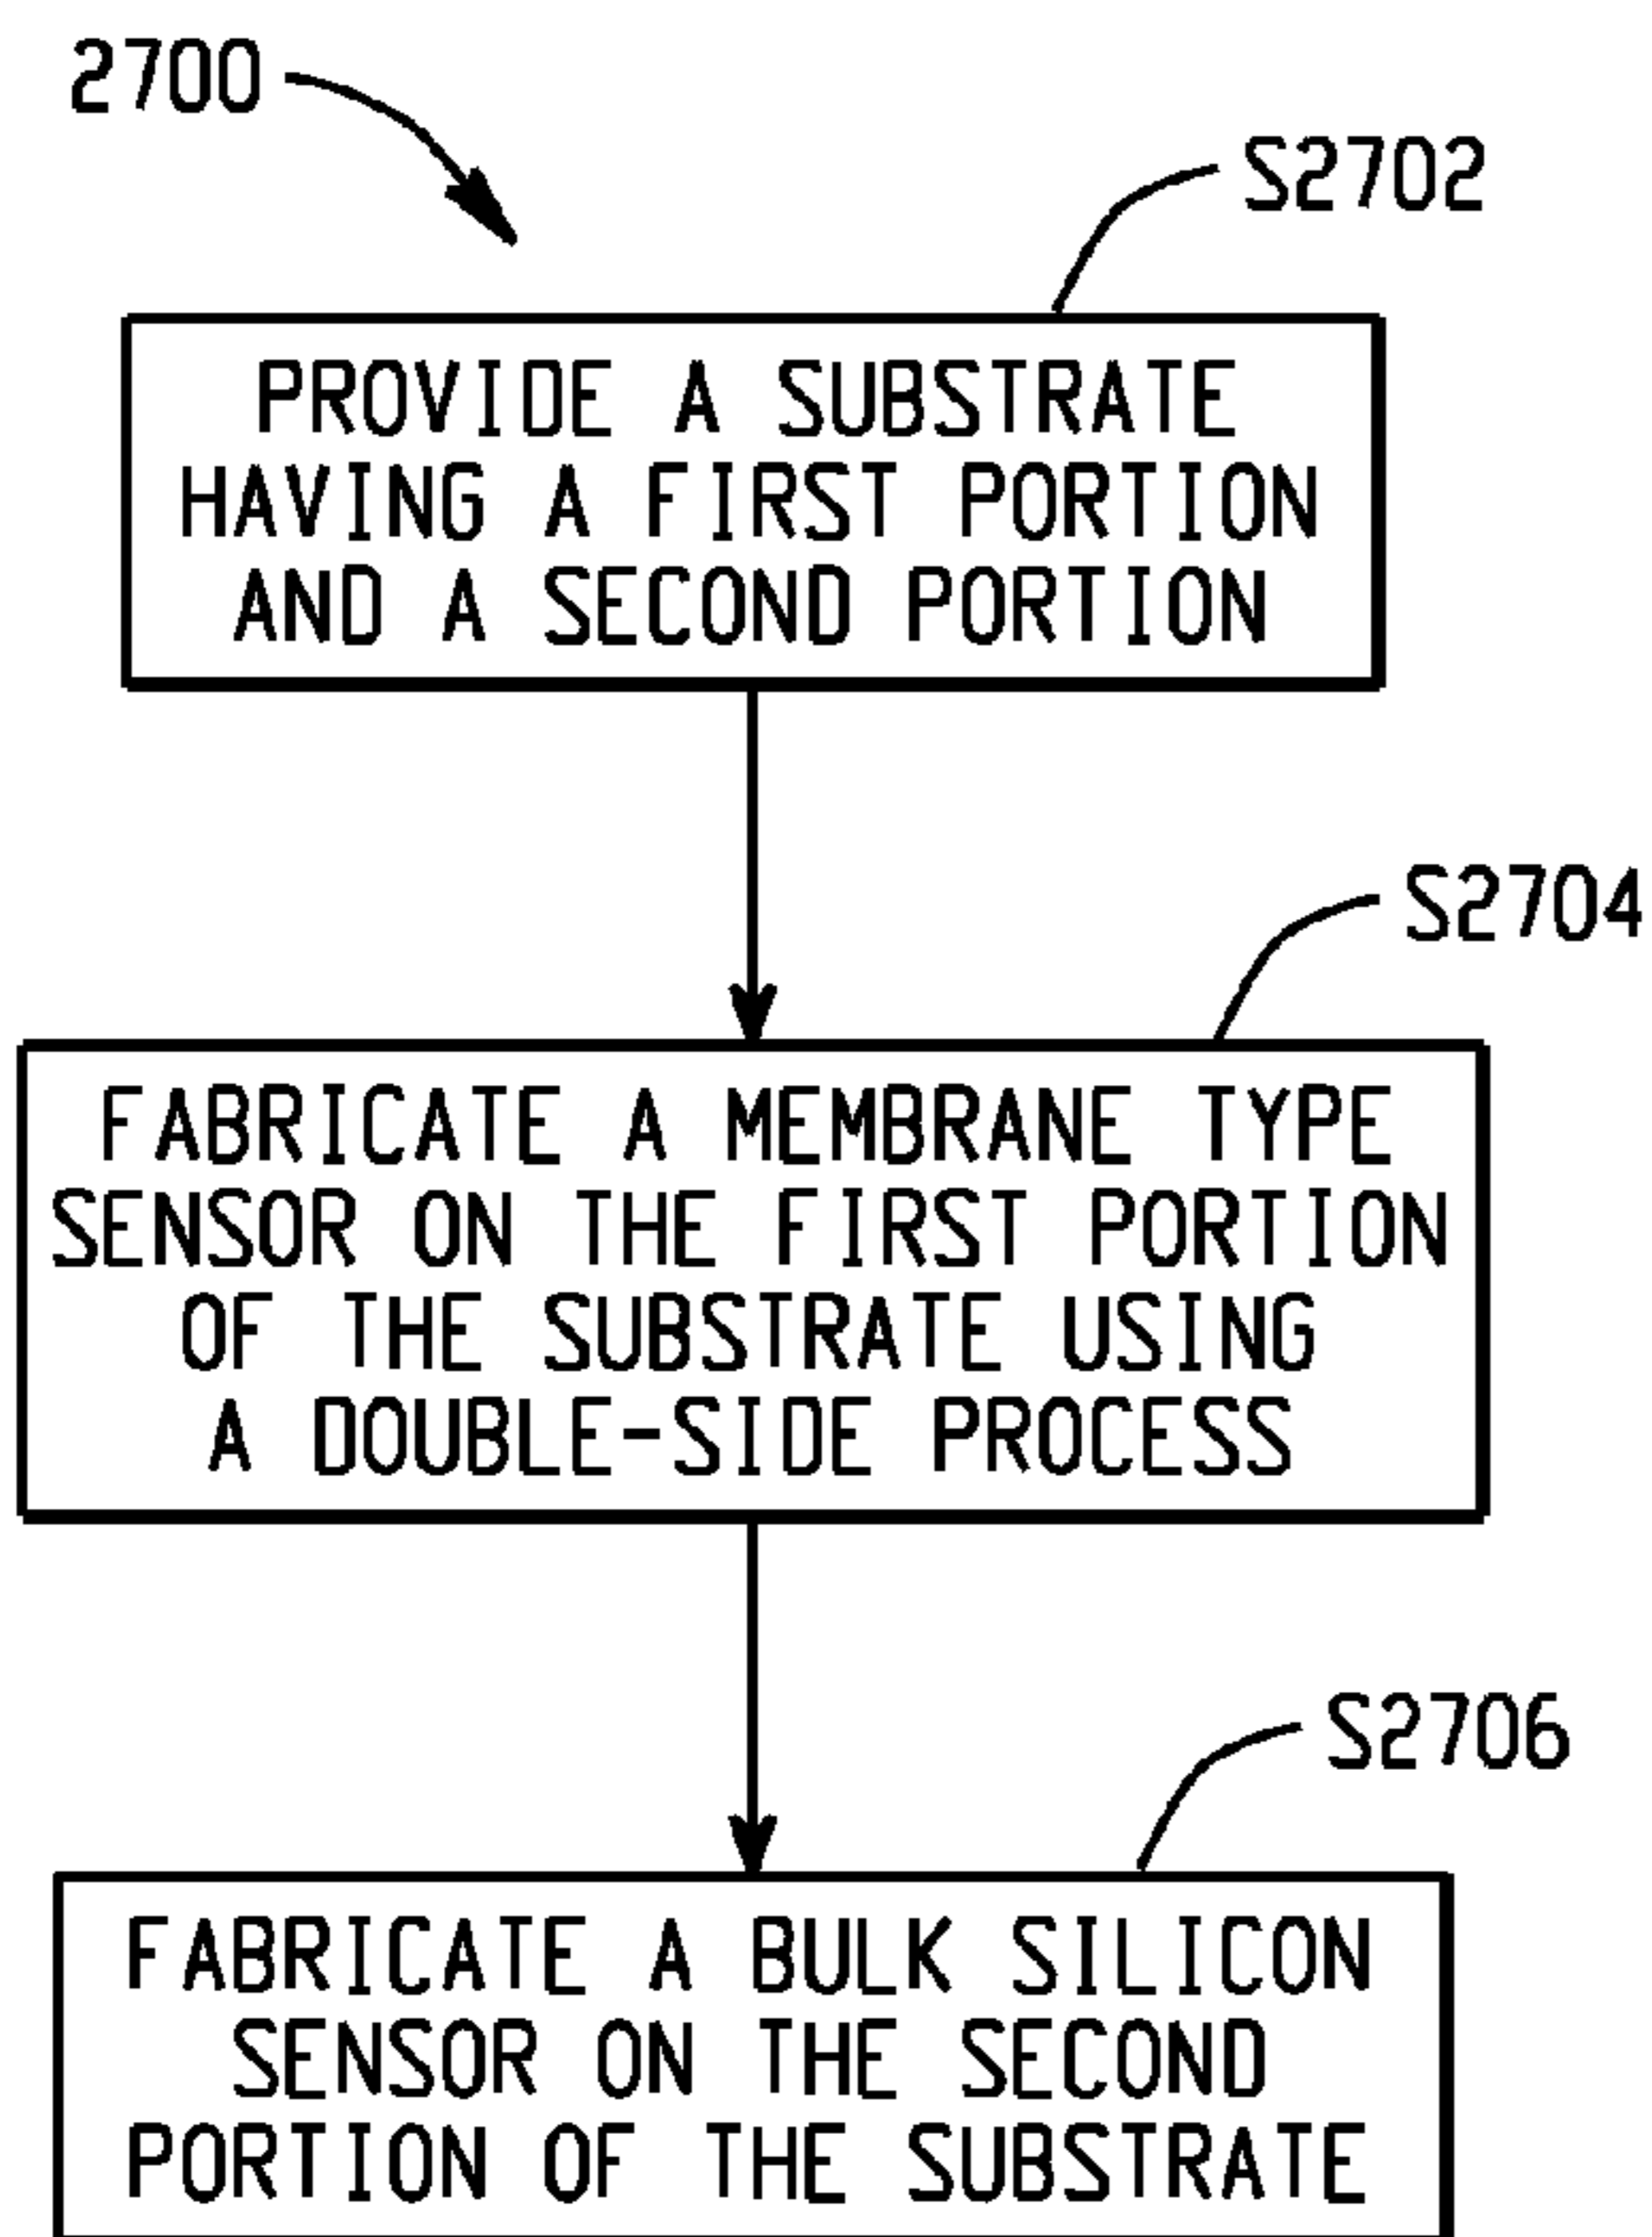 2700
S2702
PROVIDE A SUBSTRATE
HAVING A FIRST PORTION
AND A SECOND PORTION
S2704
FABRICATE A MEMBRANE TYPE
SENSOR ON THE FIRST PORTION
OF THE SUBSTRATE USING
A DOUBLE-SIDE PROCESS
S2706
FABRICATE A BULK SILICON
SENSOR ON THE SECOND
PORTION OF THE SUBSTRATE